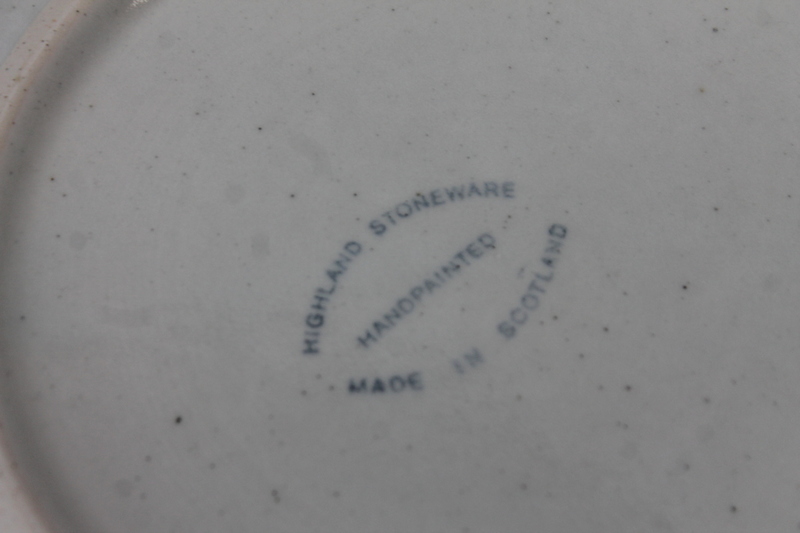 HIGHLAND STONEWARE
HANDPAINTED
MADE IN SCOTLAND